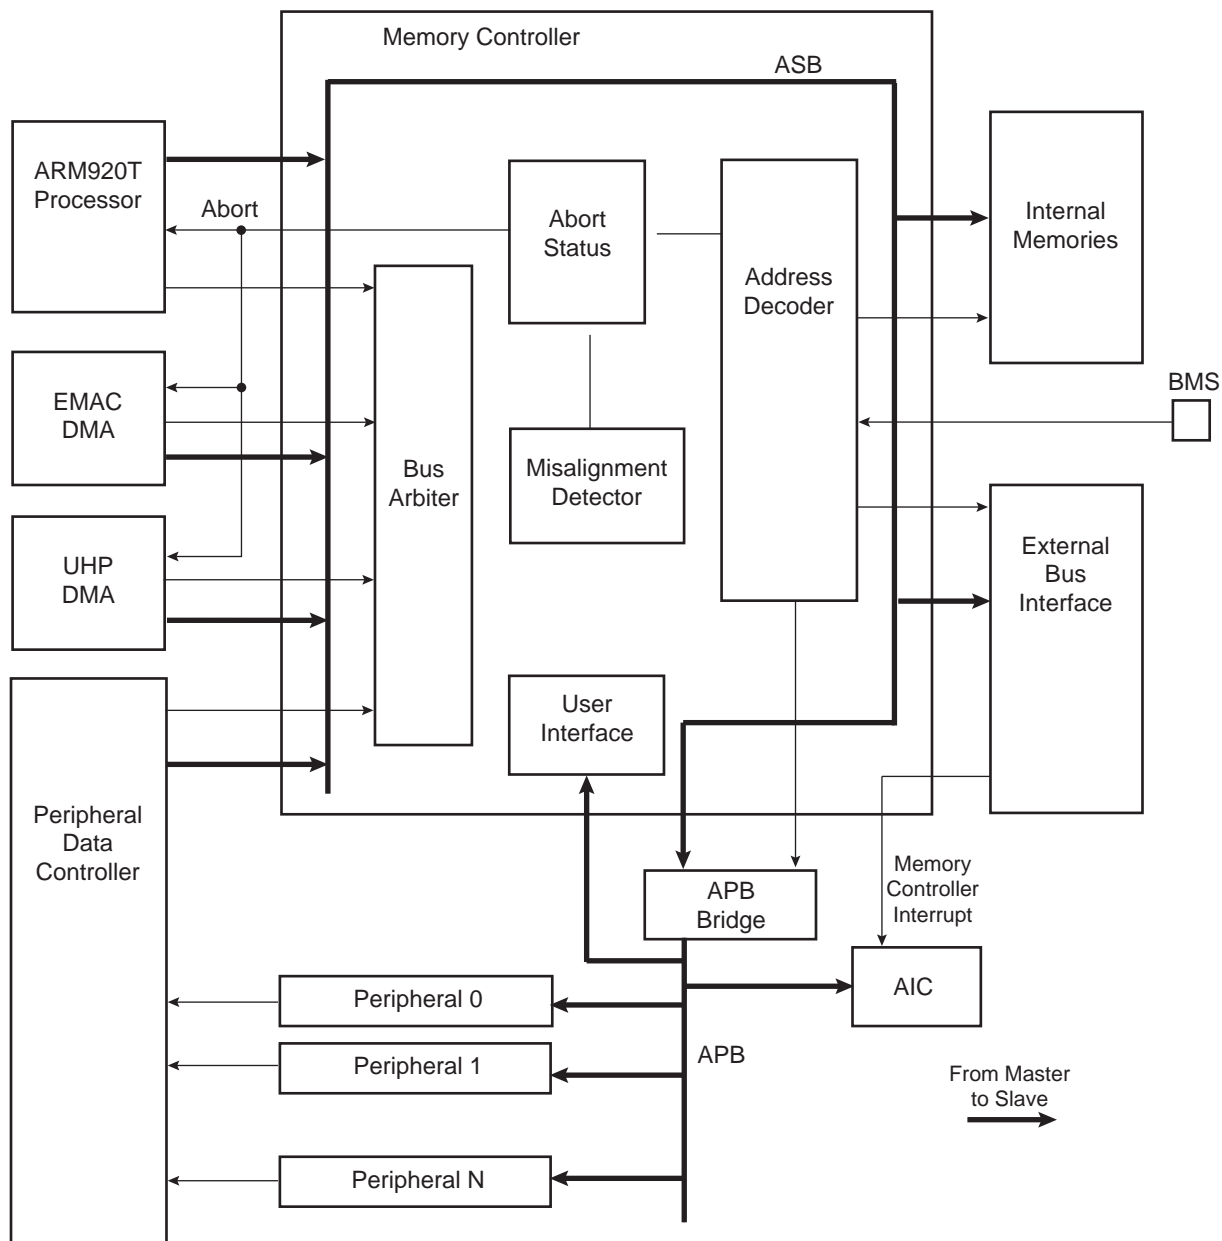 Memory Controller
ASB
ARM920T
Processor
Abort
Abort
Status
Address
Decoder
Internal
Memories
BMS
EMAC
DMA
Bus
Arbiter
Misalignment
Detector
UHP
DMA
External
Bus
Interface
User
Interface
Peripheral
Data
Controller
Memory
Controller
Interrupt
APB
Bridge
AIC
Peripheral 0
Peripheral 1
APB
From Master
to Slave
Peripheral N